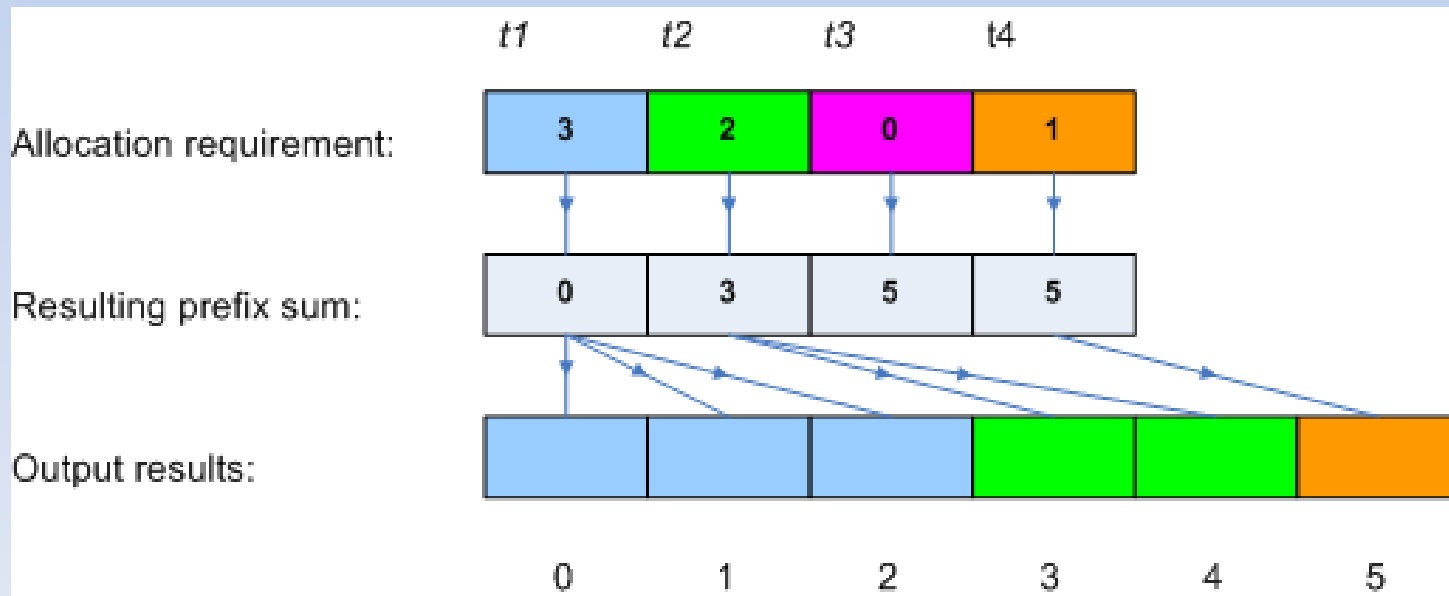 t1 t2 t3 t4
Allocation requirement: 3 2 0 1
Resulting prefix sum: 0 3 5 5
Output results:
0 1 2 3 4 5